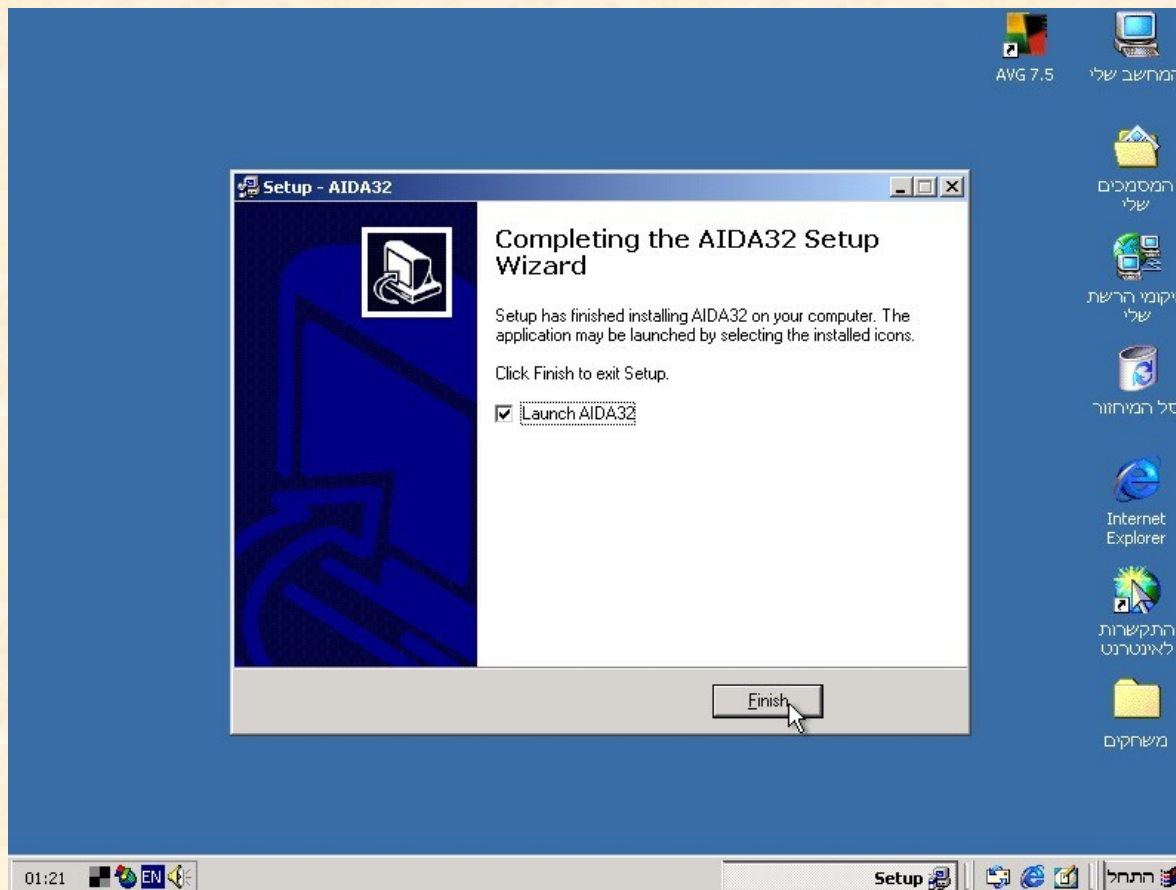 AVG 7.5
המחשב שלי
המסמכים
שלי
מיקומי הרשת
שלי
סל המיחזור
Internet
Explorer
התקשרות
לאינטרנט
משחקים
Setup - AIDA32
Completing the AIDA32 Setup
Wizard
Setup has finished installing AIDA32 on your computer. The
application may be launched by selecting the installed icons.
Click Finish to exit Setup.
Launch AIDA32
Finish
01:21
EN
Setup
התחל